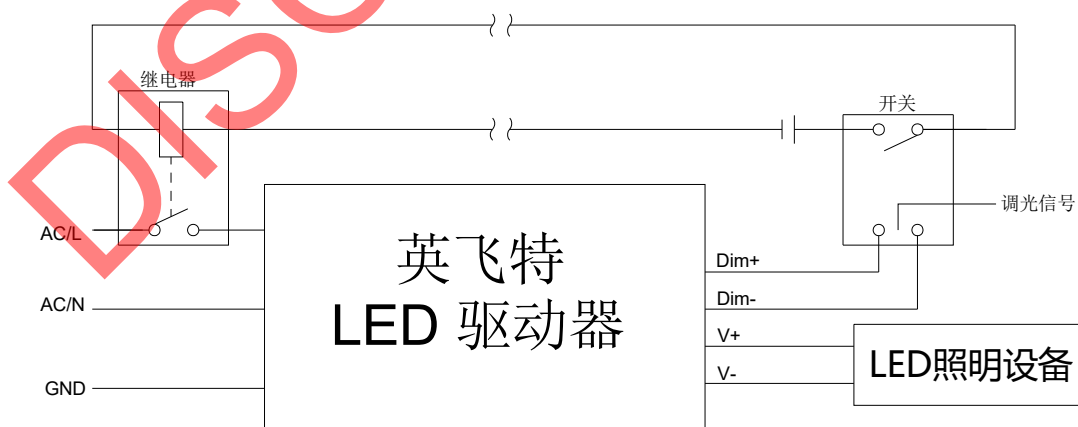 继电器
开关
调光信号
AC/L
AC/N
GND
英飞特
LED 驱动器
Dim+
Dim-
V+
V-
LED照明设备
DISC